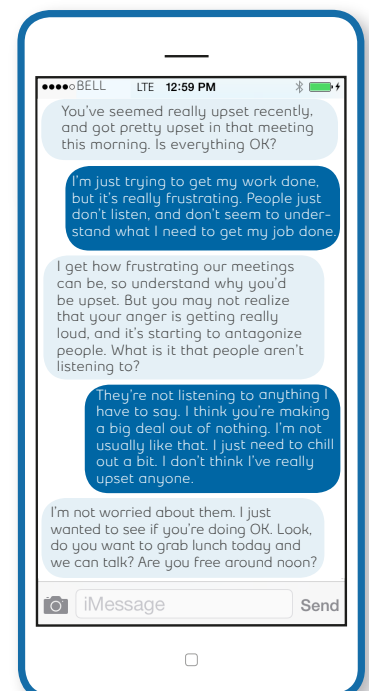 BELL LTE 12:59 PM
You've seemed really upset recently,
and got pretty upset in that meeting
this morning. Is everything OK?
I'm just trying to get my work done,
but it's really frustrating. People just
don't listen, and don't seem to under-
stand what I need to get my job done.
I get how frustrating our meetings
can be, so understand why you'd
be upset. But you may not realize
that your anger is getting really
loud, and it's starting to antagonize
people. What is it that people aren't
listening to?
They're not listening to anything I
have to say. I think you're making
a big deal out of nothing. I'm not
usually like that. I just need to chill
out a bit. I don't think I've really
upset anyone.
I'm not worried about them. I just
wanted to see if you're doing OK. Look,
do you want to grab lunch today and
we can talk? Are you free around noon?
iMessage Send